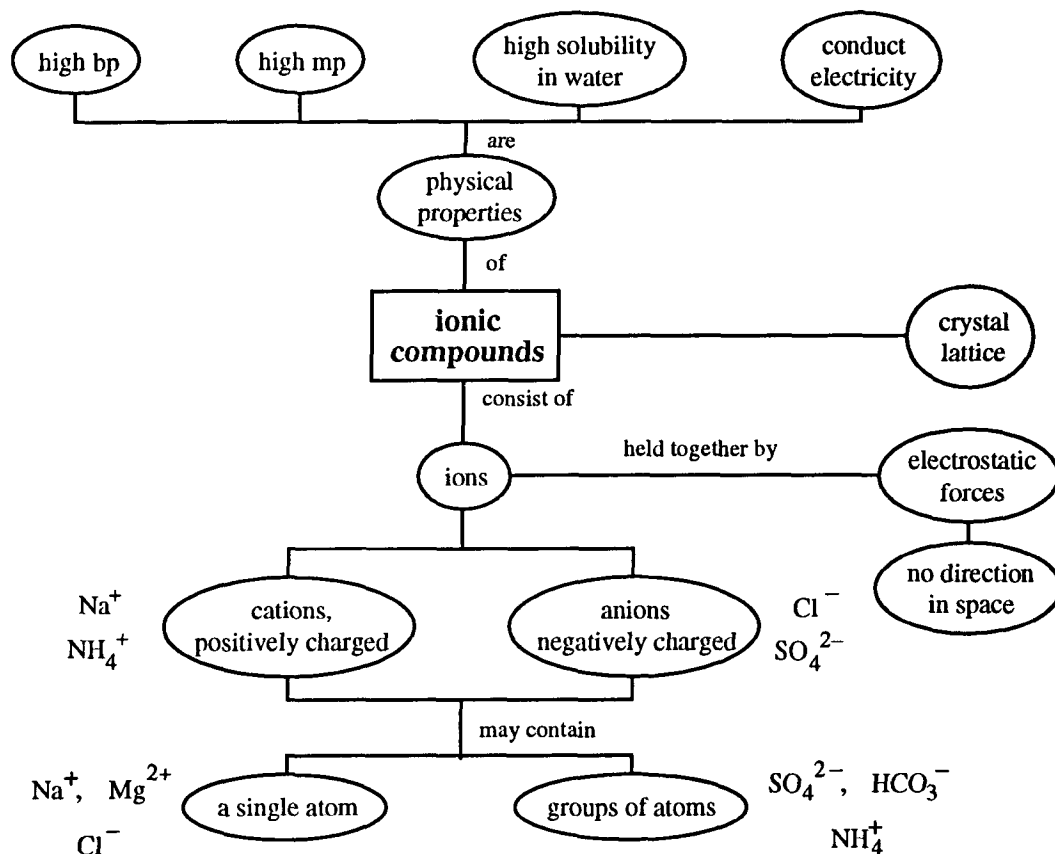 high bp
high mp
high solubility
in water
conduct
electricity
are
physical
properties
of
ionic
compounds
crystal
lattice
consist of
ions
held together by
electrostatic
forces
no direction
in space
Na⁺
NH₄⁺
cations,
positively charged
anions
negatively charged
Cl⁻
SO₄²⁻
may contain
Na⁺, Mg²⁺
Cl⁻
a single atom
groups of atoms
SO₄²⁻, HCO₃⁻
NH₄⁺